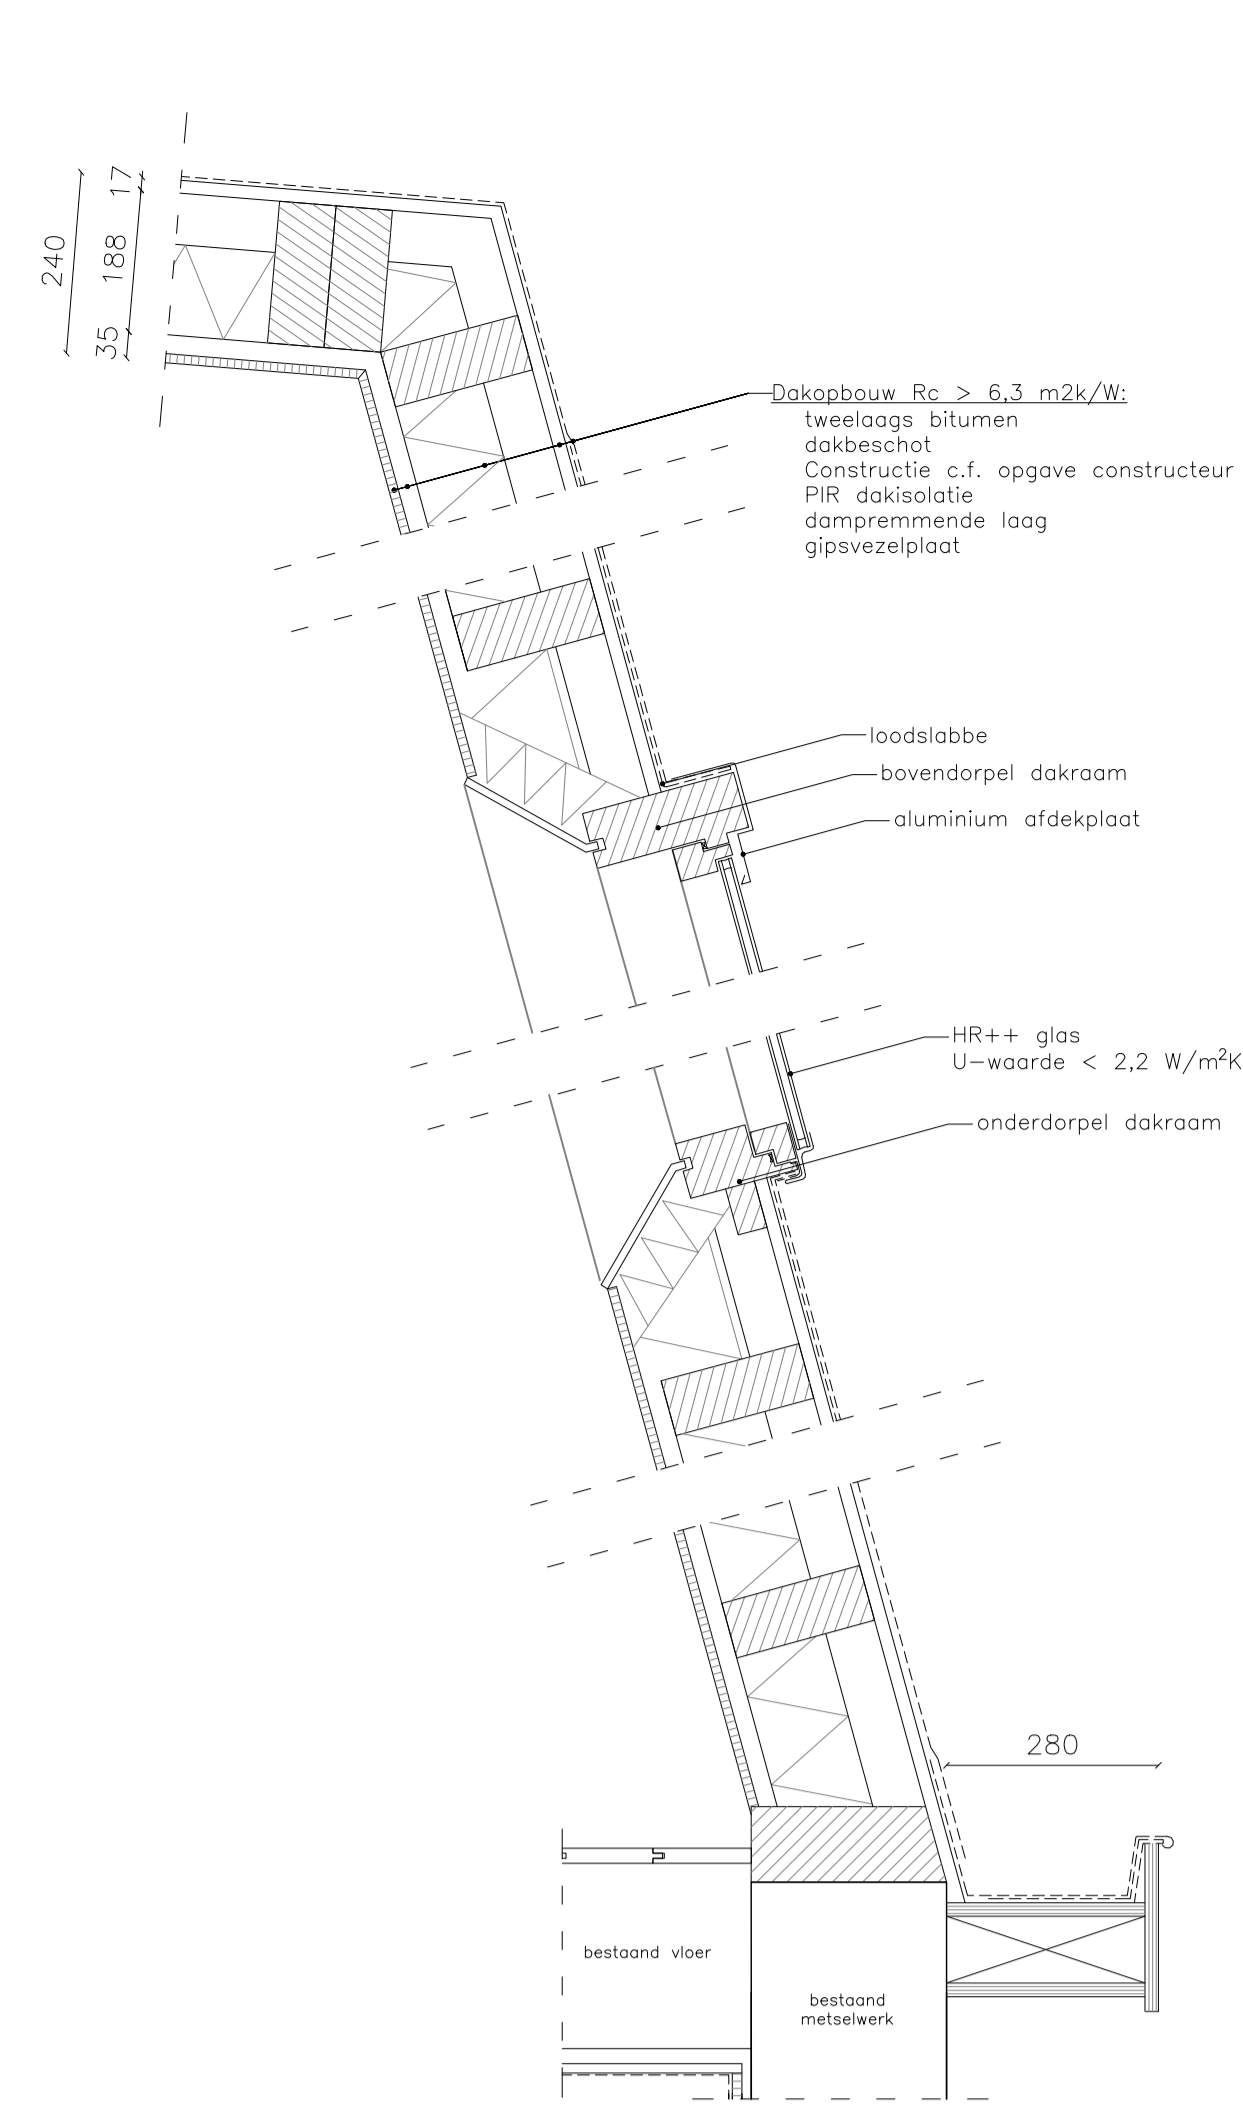 240
17
188
35
Dakopbouw Rc > 6,3 m2k/W:
tweelaags bitumen
dakbeschot
Constructie c.f. opgave constructeur
PIR dakisolatie
dampremmende laag
gipsvezelplaat
loodslabbe
bovendorpel dakraam
aluminium afdekplaat
HR++ glas
U-waarde < 2,2 W/m²K
onderdorpel dakraam
280
bestaand vloer
bestaand
metselwerk